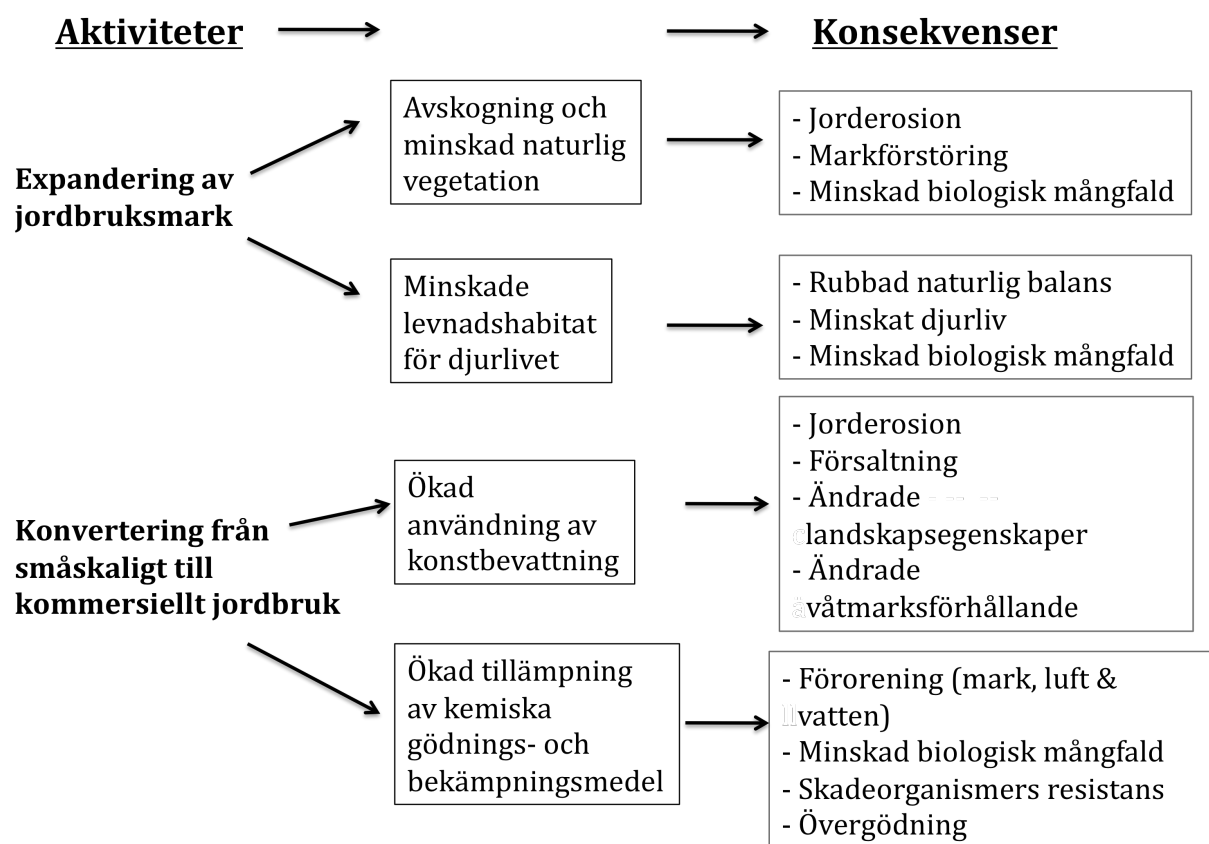 Aktiviteter
Konsekvenser
Expandering av
jordbruksmark
Avskogning och
minskad naturlig
vegetation
- Jorderosion
- Markförstöring
- Minskad biologisk mångfald
Minskade
levnadshabitat
för djurlivet
- Rubbad naturlig balans
- Minskat djurliv
- Minskad biologisk mångfald
Konvertering från
småskaligt till
kommersiellt jordbruk
Ökad
användning av
konstbevattning
- Jorderosion
- Försaltning
- Ändrade
landskapsegenskaper
- Ändrade
våtmarksförhållande
Ökad tillämpning
av kemiska
gödnings- och
bekämpningsmedel
- Förorening (mark, luft &
vatten)
- Minskad biologisk mångfald
- Skadeorganismers resistans
- Övergödning